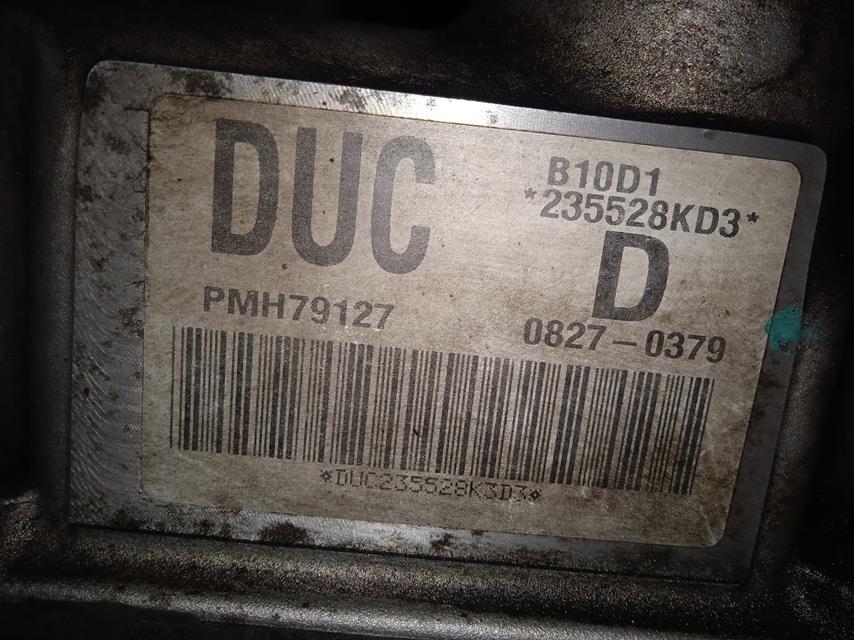 DUC
B10D1
*235528KD3*
D
PMH79127
0827-0379
*DUC235528K3D3*